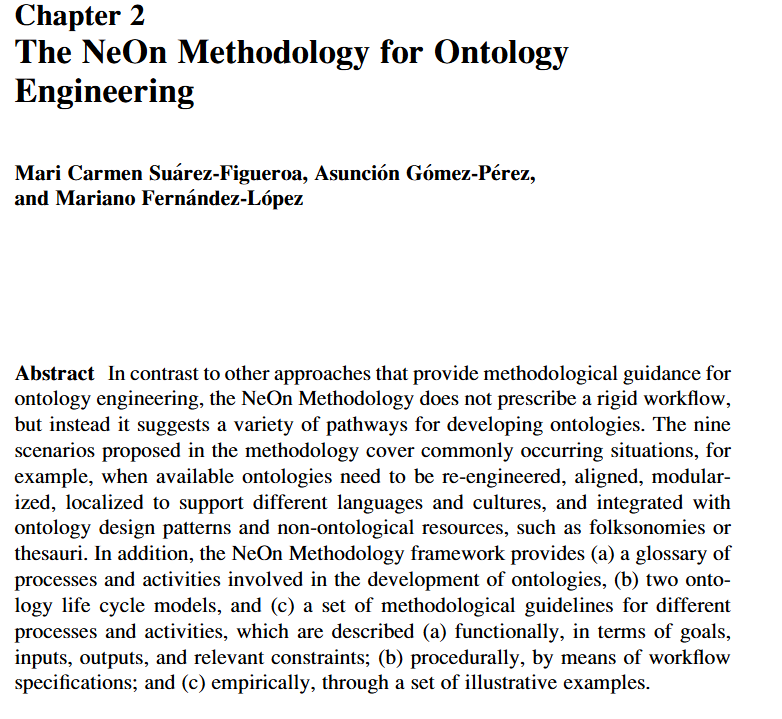 Chapter 2
The NeOn Methodology for Ontology
Engineering
Mari Carmen Suárez-Figueroa, Asunción Gómez-Pérez,
and Mariano Fernández-López
Abstract In contrast to other approaches that provide methodological guidance for
ontology engineering, the NeOn Methodology does not prescribe a rigid workflow,
but instead it suggests a variety of pathways for developing ontologies. The nine
scenarios proposed in the methodology cover commonly occurring situations, for
example, when available ontologies need to be re-engineered, aligned, modular-
ized, localized to support different languages and cultures, and integrated with
ontology design patterns and non-ontological resources, such as folksonomies or
thesauri. In addition, the NeOn Methodology framework provides (a) a glossary of
processes and activities involved in the development of ontologies, (b) two onto-
logy life cycle models, and (c) a set of methodological guidelines for different
processes and activities, which are described (a) functionally, in terms of goals,
inputs, outputs, and relevant constraints; (b) procedurally, by means of workflow
specifications; and (c) empirically, through a set of illustrative examples.